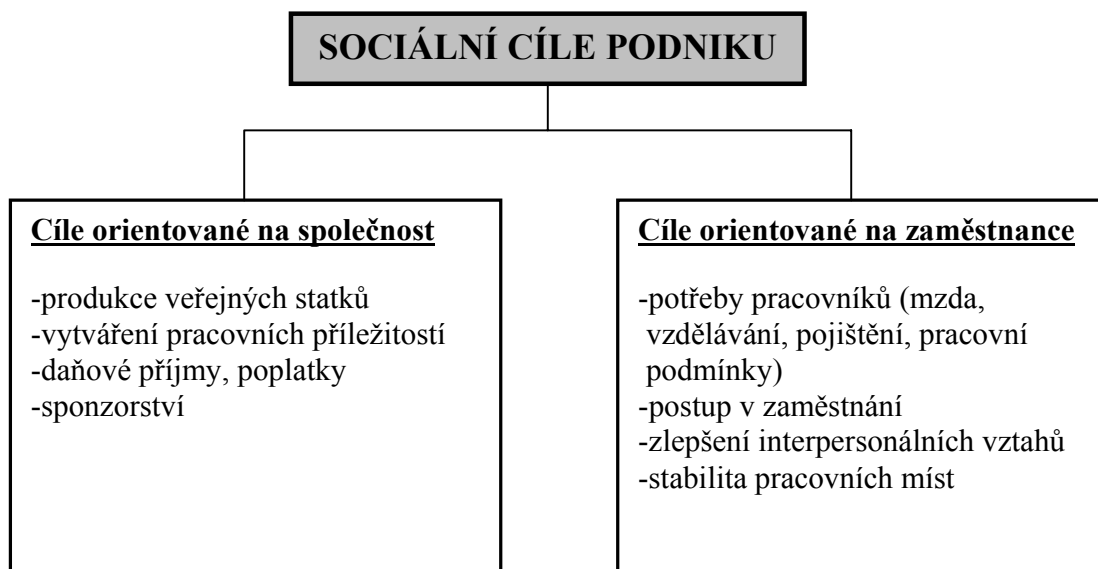 SOCIÁLNÍ CÍLE PODNIKU
Cíle orientované na společnost
-produkce veřejných statků
-vytváření pracovních příležitostí
-daňové příjmy, poplatky
-sponzorství
Cíle orientované na zaměstnance
-potřeby pracovníků (mzda,
vzdělávání, pojištění, pracovní
podmínky)
-postup v zaměstnání
-zlepšení interpersonálních vztahů
-stabilita pracovních míst